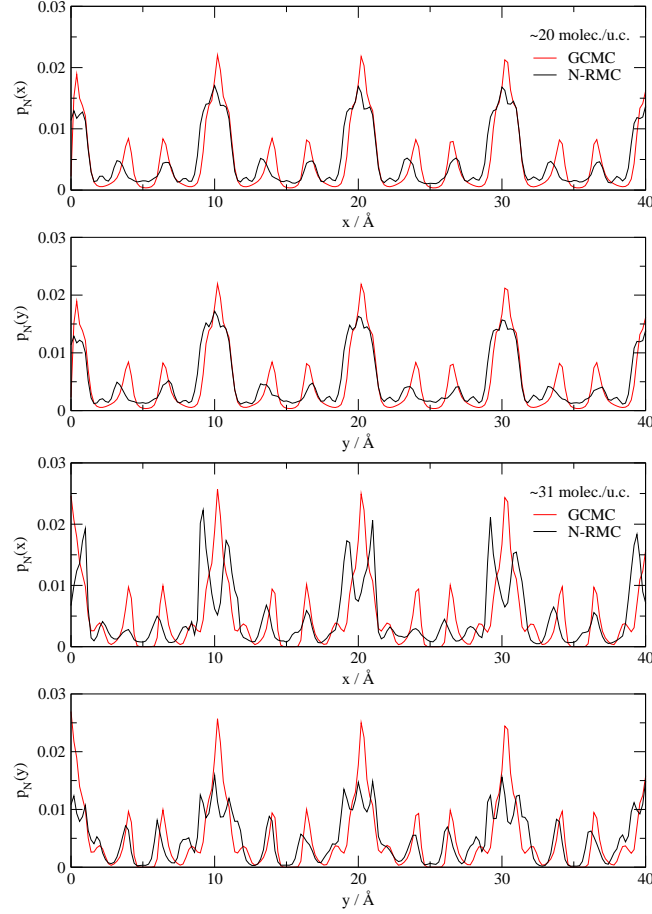 ~20 molec./u.c.
GCMC
N-RMC
p_N(x)
0.03
0.02
0.01
0
0 10 20 30 40
x / Å
p_N(y)
0.03
0.02
0.01
0
0 10 20 30 40
y / Å
~31 molec./u.c.
GCMC
N-RMC
p_N(x)
0.03
0.02
0.01
0
0 10 20 30 40
x / Å
p_N(y)
0.03
0.02
0.01
0
0 10 20 30 40
y / Å